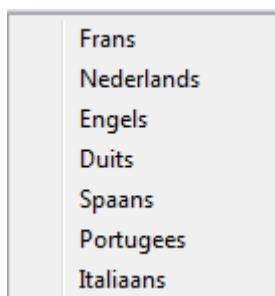 Frans
Nederlands
Engels
Duits
Spaans
Portugees
Italiaans